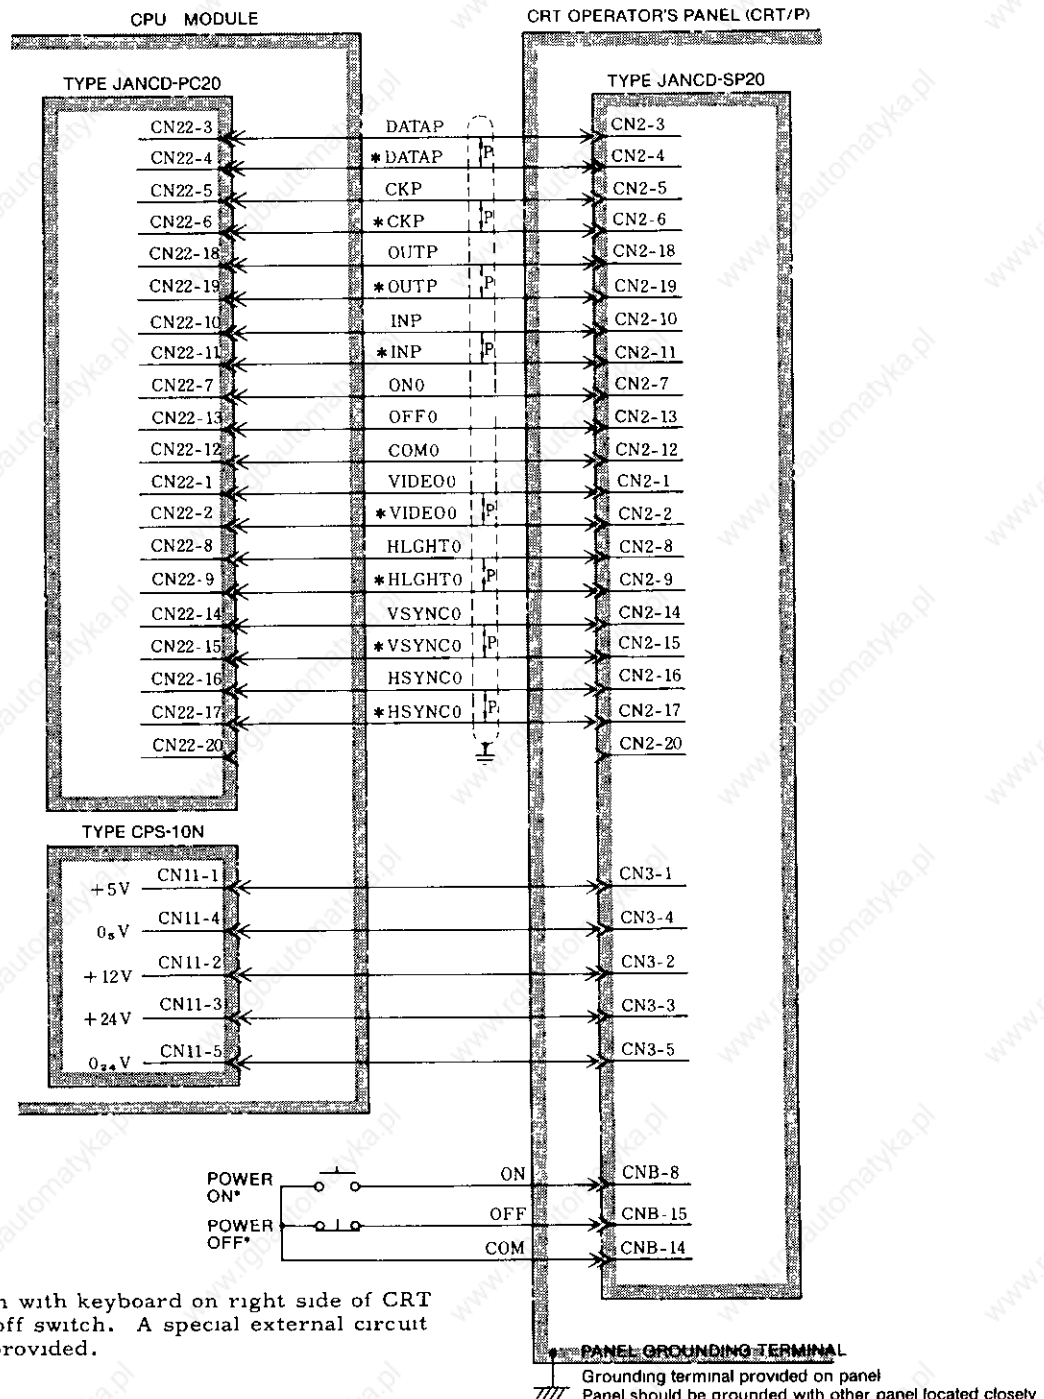 CPU MODULE
CRT OPERATOR'S PANEL (CRT/P)
TYPE JANCD-PC20
TYPE JANCD-SP20
CN22-3 DATAP CN2-3
CN22-4 *DATAP P CN2-4
CN22-5 CKP CN2-5
CN22-6 *CKP P CN2-6
CN22-18 OUTP CN2-18
CN22-19 *OUTP P CN2-19
CN22-10 INP CN2-10
CN22-11 *INP P CN2-11
CN22-7 ON0 CN2-7
CN22-13 OFF0 CN2-13
CN22-12 COM0 CN2-12
CN22-1 VIDEO0 CN2-1
CN22-2 *VIDEO0 P CN2-2
CN22-8 HLGHT0 CN2-8
CN22-9 *HLGHT0 P CN2-9
CN22-14 VSYNC0 CN2-14
CN22-15 *VSYNC0 P CN2-15
CN22-16 HSYNC0 CN2-16
CN22-17 *HSYNC0 P CN2-17
CN22-20 CN2-20
TYPE CPS-10N
+5V CN11-1 CN3-1
0₅V CN11-4 CN3-4
+12V CN11-2 CN3-2
+24V CN11-3 CN3-3
0₂₄V CN11-5 CN3-5
POWER ON* ON CNB-8
POWER OFF* OFF CNB-15
COM CNB-14
with keyboard on right side of CRT
off switch. A special external circuit
provided.
PANEL GROUNDING TERMINAL
Grounding terminal provided on panel
Panel should be grounded with other panel located closely
www.rgbautomatyka.pl